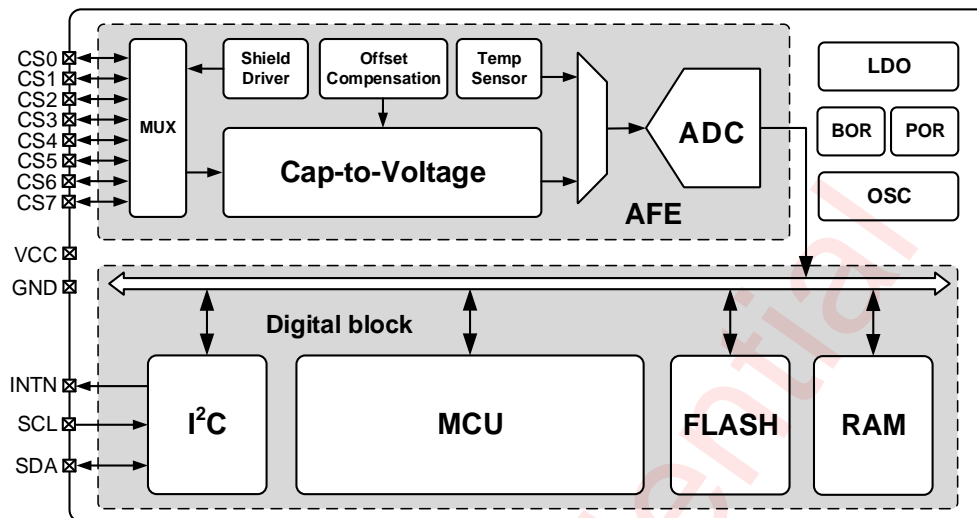 CS0
CS1
CS2
CS3
CS4
CS5
CS6
CS7
VCC
GND
INTN
SCL
SDA
MUX
Shield
Driver
Offset
Compensation
Temp
Sensor
Cap-to-Voltage
ADC
AFE
LDO
BOR
POR
OSC
Digital block
I²C
MCU
FLASH
RAM
ential